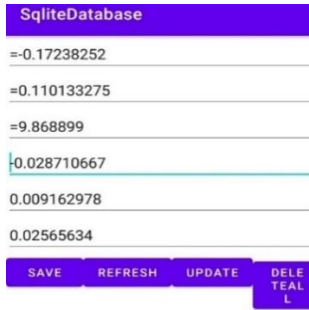 SqliteDatabase
=-0.17238252
=0.110133275
=9.868899
-0.028710667
0.009162978
0.02565634
SAVE REFRESH UPDATE DELE
TEAL
L